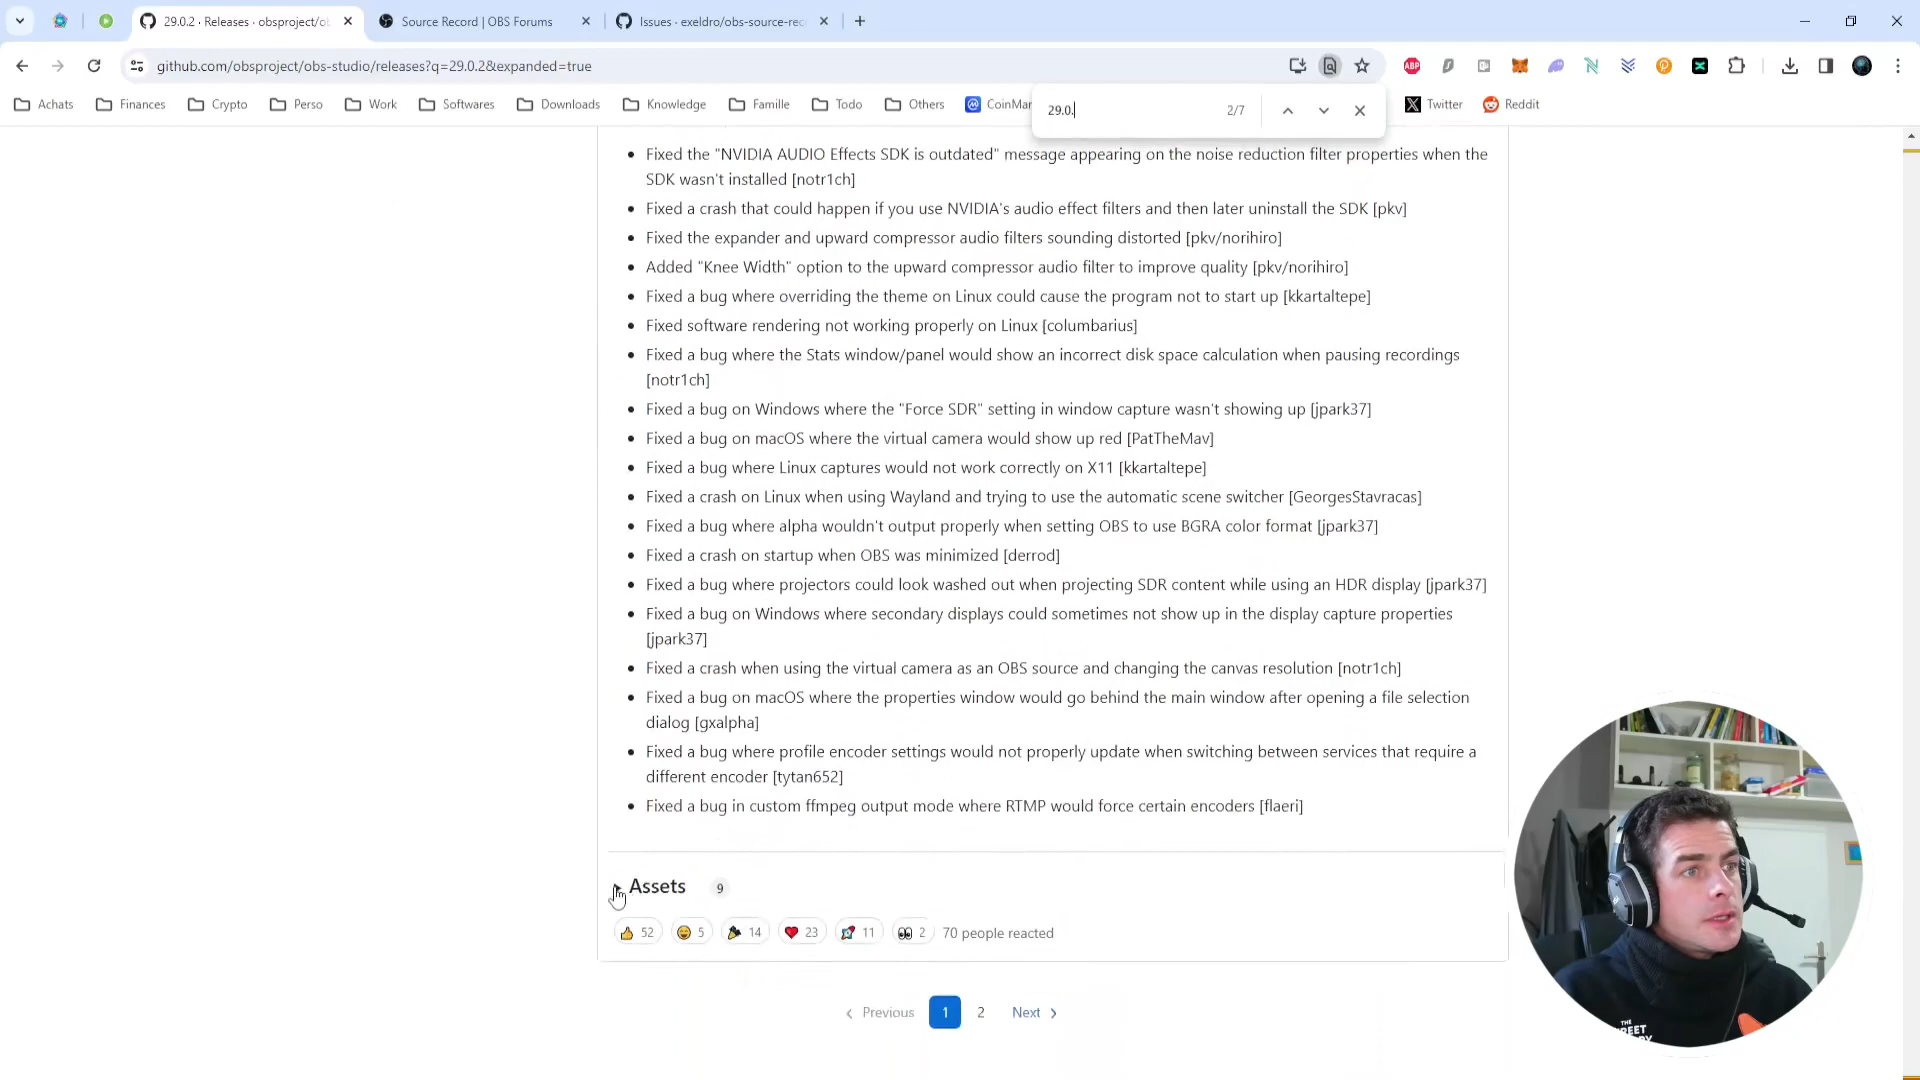 29.0.2 · Releases · obsproject/ob
Source Record | OBS Forums
Issues · exeldro/obs-source-rec
github.com/obsproject/obs-studio/releases?q=29.0.2&expanded=true
ABP
Achats
Finances
Crypto
Perso
Work
Softwares
Downloads
Knowledge
Famille
Todo
Others
CoinMar
Twitter
Reddit
29.0.
2/7
Fixed the "NVIDIA AUDIO Effects SDK is outdated" message appearing on the noise reduction filter properties when the
SDK wasn't installed [notr1ch]
Fixed a crash that could happen if you use NVIDIA's audio effect filters and then later uninstall the SDK [pkv]
Fixed the expander and upward compressor audio filters sounding distorted [pkv/norihiro]
Added "Knee Width" option to the upward compressor audio filter to improve quality [pkv/norihiro]
Fixed a bug where overriding the theme on Linux could cause the program not to start up [kkartaltepe]
Fixed software rendering not working properly on Linux [columbarius]
Fixed a bug where the Stats window/panel would show an incorrect disk space calculation when pausing recordings
[notr1ch]
Fixed a bug on Windows where the "Force SDR" setting in window capture wasn't showing up [jpark37]
Fixed a bug on macOS where the virtual camera would show up red [PatTheMav]
Fixed a bug where Linux captures would not work correctly on X11 [kkartaltepe]
Fixed a crash on Linux when using Wayland and trying to use the automatic scene switcher [GeorgesStavracas]
Fixed a bug where alpha wouldn't output properly when setting OBS to use BGRA color format [jpark37]
Fixed a crash on startup when OBS was minimized [derrod]
Fixed a bug where projectors could look washed out when projecting SDR content while using an HDR display [jpark37]
Fixed a bug on Windows where secondary displays could sometimes not show up in the display capture properties
[jpark37]
Fixed a crash when using the virtual camera as an OBS source and changing the canvas resolution [notr1ch]
Fixed a bug on macOS where the properties window would go behind the main window after opening a file selection
dialog [gxalpha]
Fixed a bug where profile encoder settings would not properly update when switching between services that require a
different encoder [tytan652]
Fixed a bug in custom ffmpeg output mode where RTMP would force certain encoders [flaeri]
Assets 9
52 5 14 23 11 2 70 people reacted
Previous 1 2 Next
THE